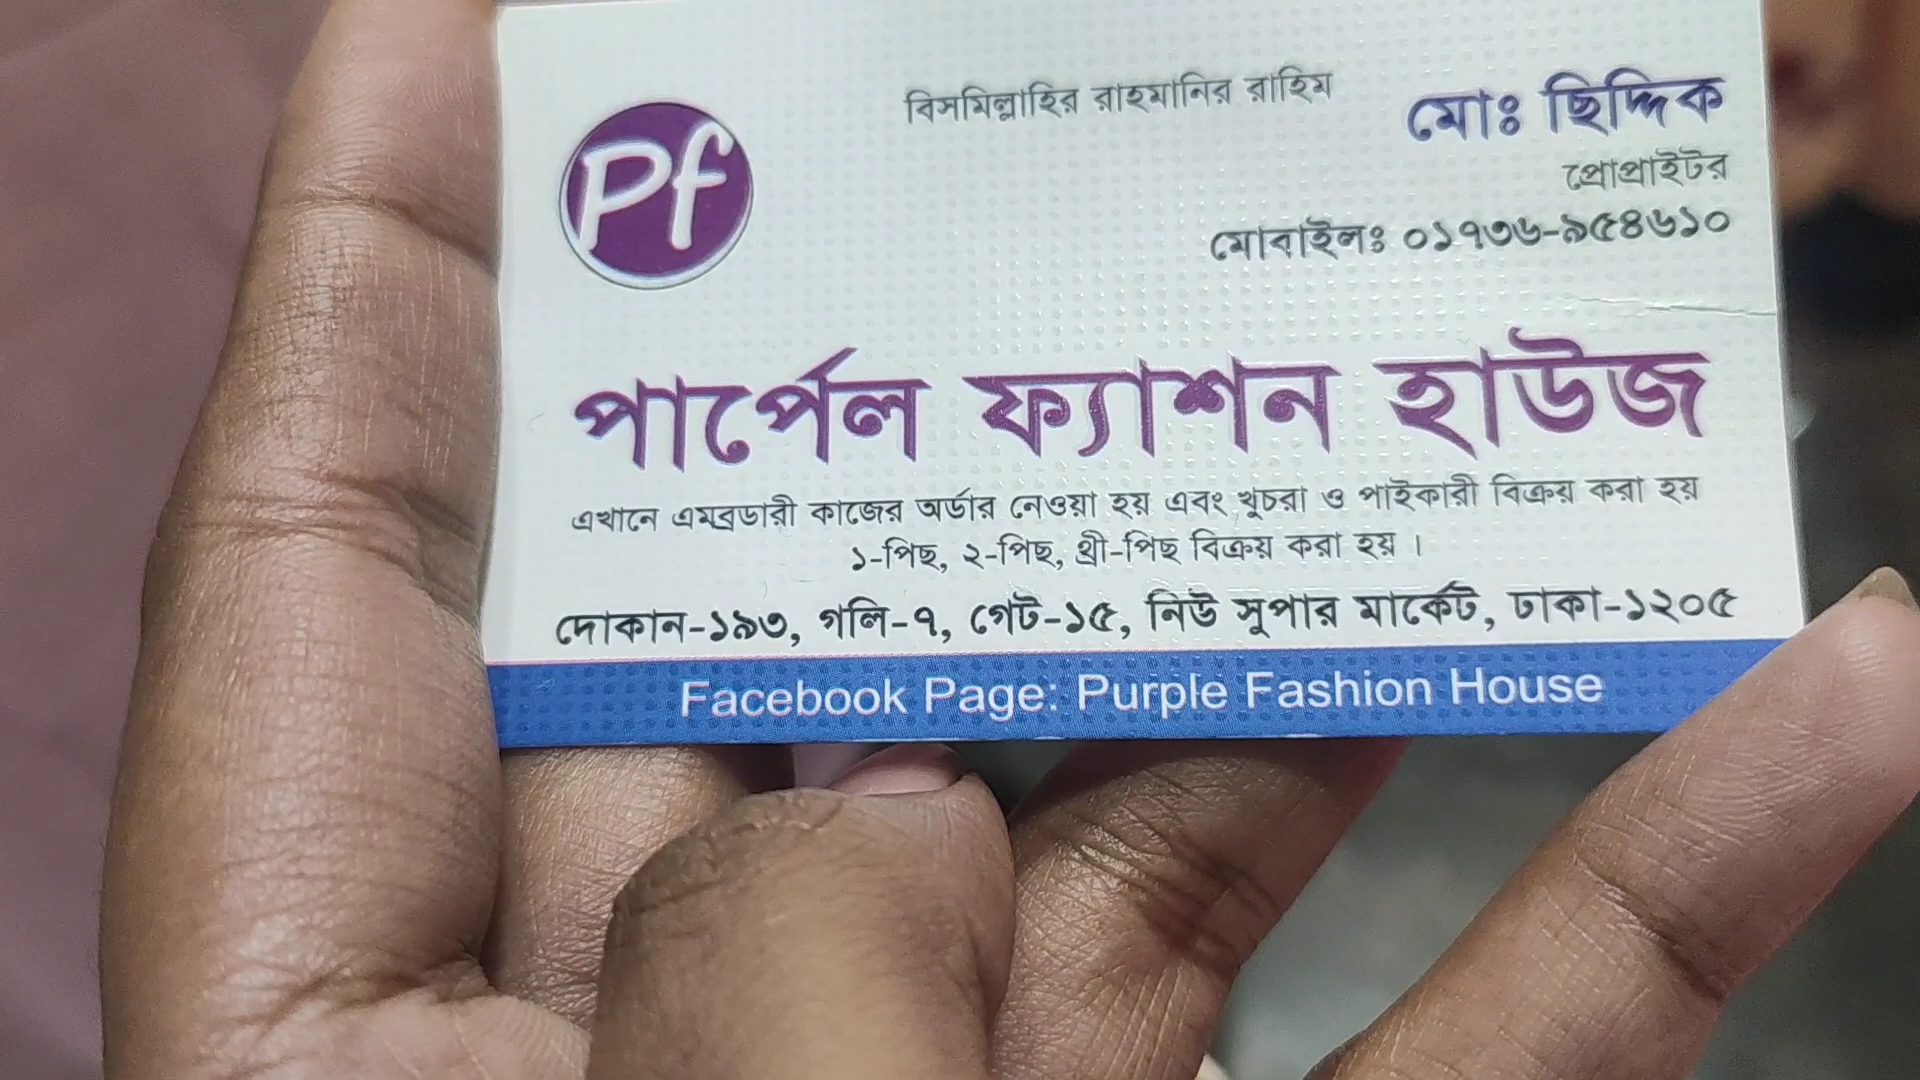 Pf
বিসমিল্লাহির রাহমানির রাহিম
মোঃ ছিদ্দিক
প্রোপ্রাইটর
মোবাইলঃ ০১৭৩৬-৯৫৪৬১০
পার্পেল ফ্যাশন হাউজ
এখানে এমব্রডারী কাজের অর্ডার নেওয়া হয় এবং খুচরা ও পাইকারী বিক্রয় করা হয়
১-পিছ, ২-পিছ, থ্রী-পিছ বিক্রয় করা হয় ।
দোকান-১৯৩, গলি-৭, গেট-১৫, নিউ সুপার মার্কেট, ঢাকা-১২০৫
Facebook Page: Purple Fashion House